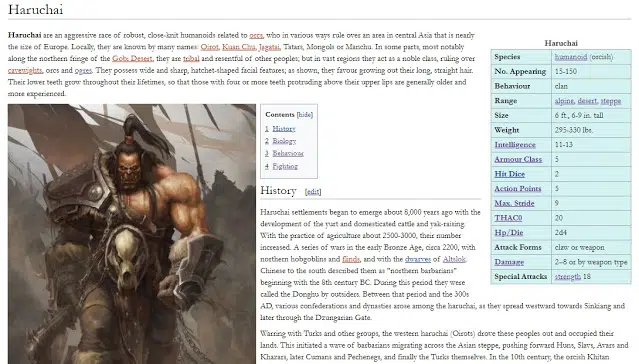 Haruchai
Haruchai are an aggressive race of robust, close-knit humanoids related to orcs, who in various ways rule over an area in central Asia that is nearly
the size of Europe. Locally, they are known by many names: Oirot, Kuan Chu, Jagatai, Tatars, Mongols or Manchu. In some parts, most notably
along the northern fringe of the Gobi Desert, they are tribal and resentful of other peoples; but in vast regions they act as a noble class, ruling over
cavewights, orcs and ogres. They possess wide and sharp, hatchet-shaped facial features; as shown, they favour growing out their long, straight hair.
Their lower teeth grow throughout their lifetimes, so that those with four or more teeth protruding above their upper lips are generally older and
more experienced.
Haruchai
Species humanoid (orcish)
No. Appearing 15-150
Behaviour clan
Range alpine, desert, steppe
Size 6 ft., 6-9 in. tall
Weight 295-330 lbs.
Intelligence 11-13
Armour Class 5
Hit Dice 2
Action Points 5
Max. Stride 9
THAC0 20
Hp/Die 2d4
Attack Forms claw or weapon
Damage 2–8 or by weapon type
Special Attacks strength 18
Contents [hide]
1 History
2 Biology
3 Behaviour
4 Fighting
History [edit]
Haruchai settlements began to emerge about 8,000 years ago with the
development of the yurt and domesticated cattle and yak-raising.
With the practice of agriculture about 2500-3000, their number
increased. A series of wars in the early Bronze Age, circa 2200, with
northern hobgoblins and flinds, and with the dwarves of Altslok.
Chinese to the south described them as "northern barbarians"
beginning with the 8th century BC. During this period they were
called the Donghu by outsiders. Between that period and the 300s
AD, various confederations and dynasties arose among the haruchai, as they spread westward towards Sinkiang and
later through the Dzungarian Gate.
Warring with Turks and other groups, the western haruchai (Oirots) drove these peoples out and occupied their
lands. This initiated a wave of barbarians migrating across the Asian steppe, pushing forward Huns, Slavs, Avars and
Khazars, later Cumans and Pechenegs, and finally the Turks themselves. In the 10th century, the orcish Khitan